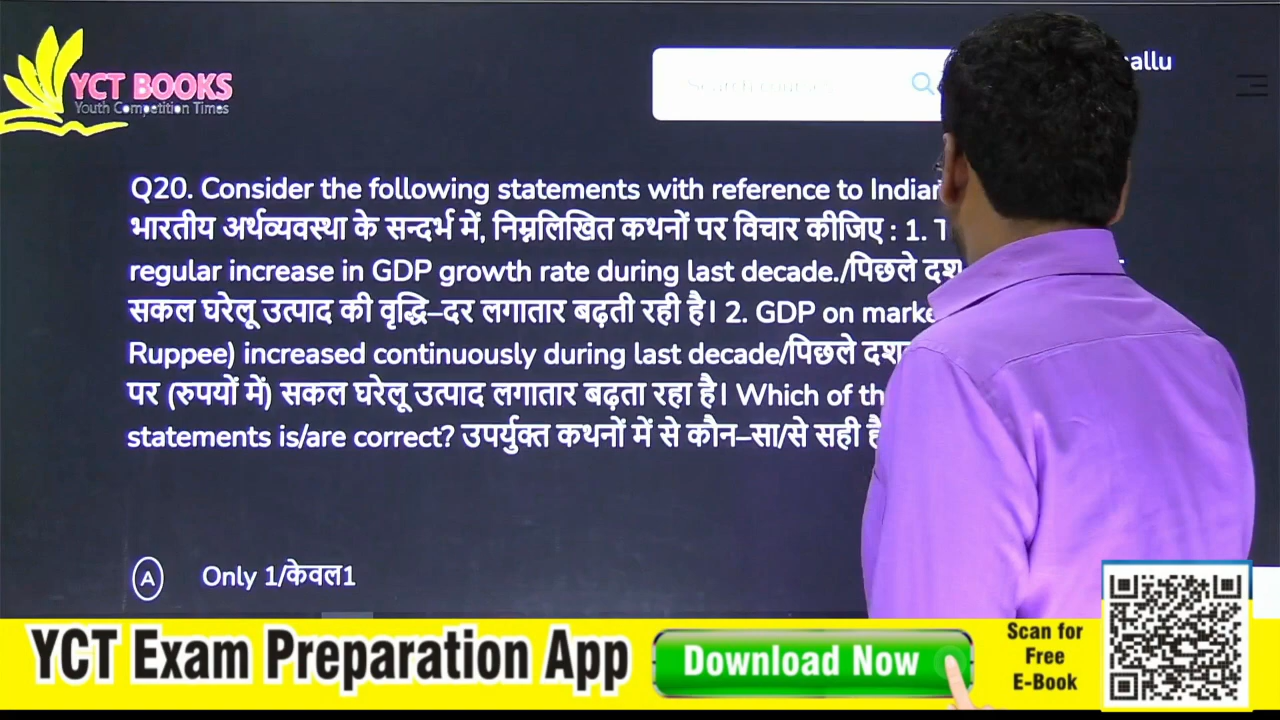 YCT BOOKS
Youth Competition Times
Search courses
allu
Q20. Consider the following statements with reference to Indian
भारतीय अर्थव्यवस्था के सन्दर्भ में, निम्नलिखित कथनों पर विचार कीजिए : 1.
regular increase in GDP growth rate during last decade./पिछले
सकल घरेलू उत्पाद की वृद्धि–दर लगातार बढ़ती रही है। 2. GDP on
Ruppee) increased continuously during last decade/पिछले
पर (रुपयों में) सकल घरेलू उत्पाद लगातार बढ़ता रहा है। Which of
statements is/are correct? उपर्युक्त कथनों में से कौन–सा/से सही
A Only 1/केवल1
YCT Exam Preparation App
Download Now
Scan for
Free
E-Book